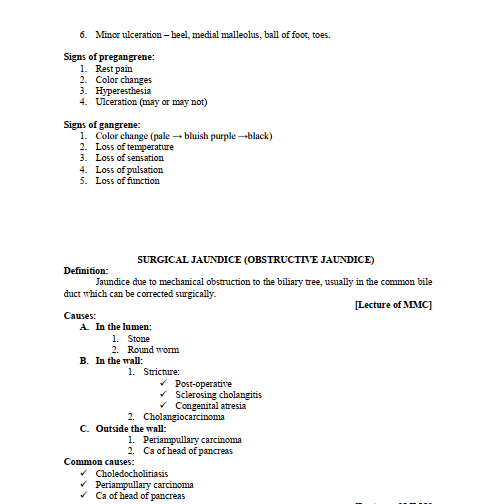 6. Minor ulceration – heel, medial malleolus, ball of foot, toes.
Signs of pregangrene:
1. Rest pain
2. Color changes
3. Hyperesthesia
4. Ulceration (may or may not)
Signs of gangrene:
1. Color change (pale → bluish purple →black)
2. Loss of temperature
3. Loss of sensation
4. Loss of pulsation
5. Loss of function
SURGICAL JAUNDICE (OBSTRUCTIVE JAUNDICE)
Definition:
Jaundice due to mechanical obstruction to the biliary tree, usually in the common bile
duct which can be corrected surgically.
[Lecture of MMC]
Causes:
A. In the lumen:
1. Stone
2. Round worm
B. In the wall:
1. Stricture:
✓ Post-operative
✓ Sclerosing cholangitis
✓ Congenital atresia
2. Cholangiocarcinoma
C. Outside the wall:
1. Periampullary carcinoma
2. Ca of head of pancreas
Common causes:
✓ Choledocholitiasis
✓ Periampullary carcinoma
✓ Ca of head of pancreas